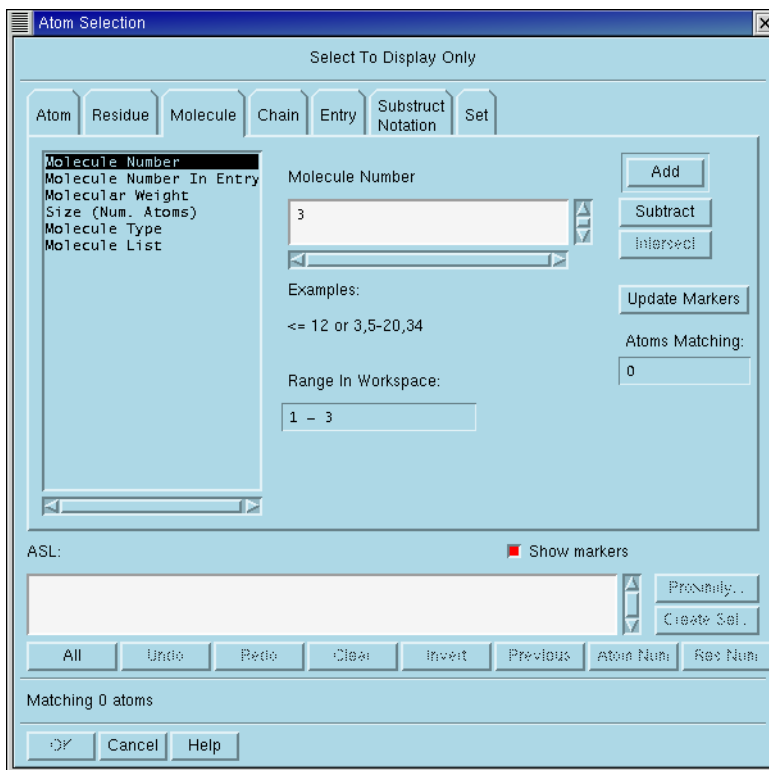 Atom Selection
Select To Display Only
Atom Residue Molecule Chain Entry Substruct Notation Set
Molecule Number
Molecule Number In Entry
Molecular Weight
Size (Num. Atoms)
Molecule Type
Molecule List
Molecule Number
3
Examples:
<= 12 or 3,5-20,34
Range In Workspace:
1 - 3
Add
Subtract
Intersect
Update Markers
Atoms Matching:
0
ASL:
Show markers
Proximity...
Create Set...
All Undo Redo Clear Invert Previous Atom Num Res Num
Matching 0 atoms
OK Cancel Help